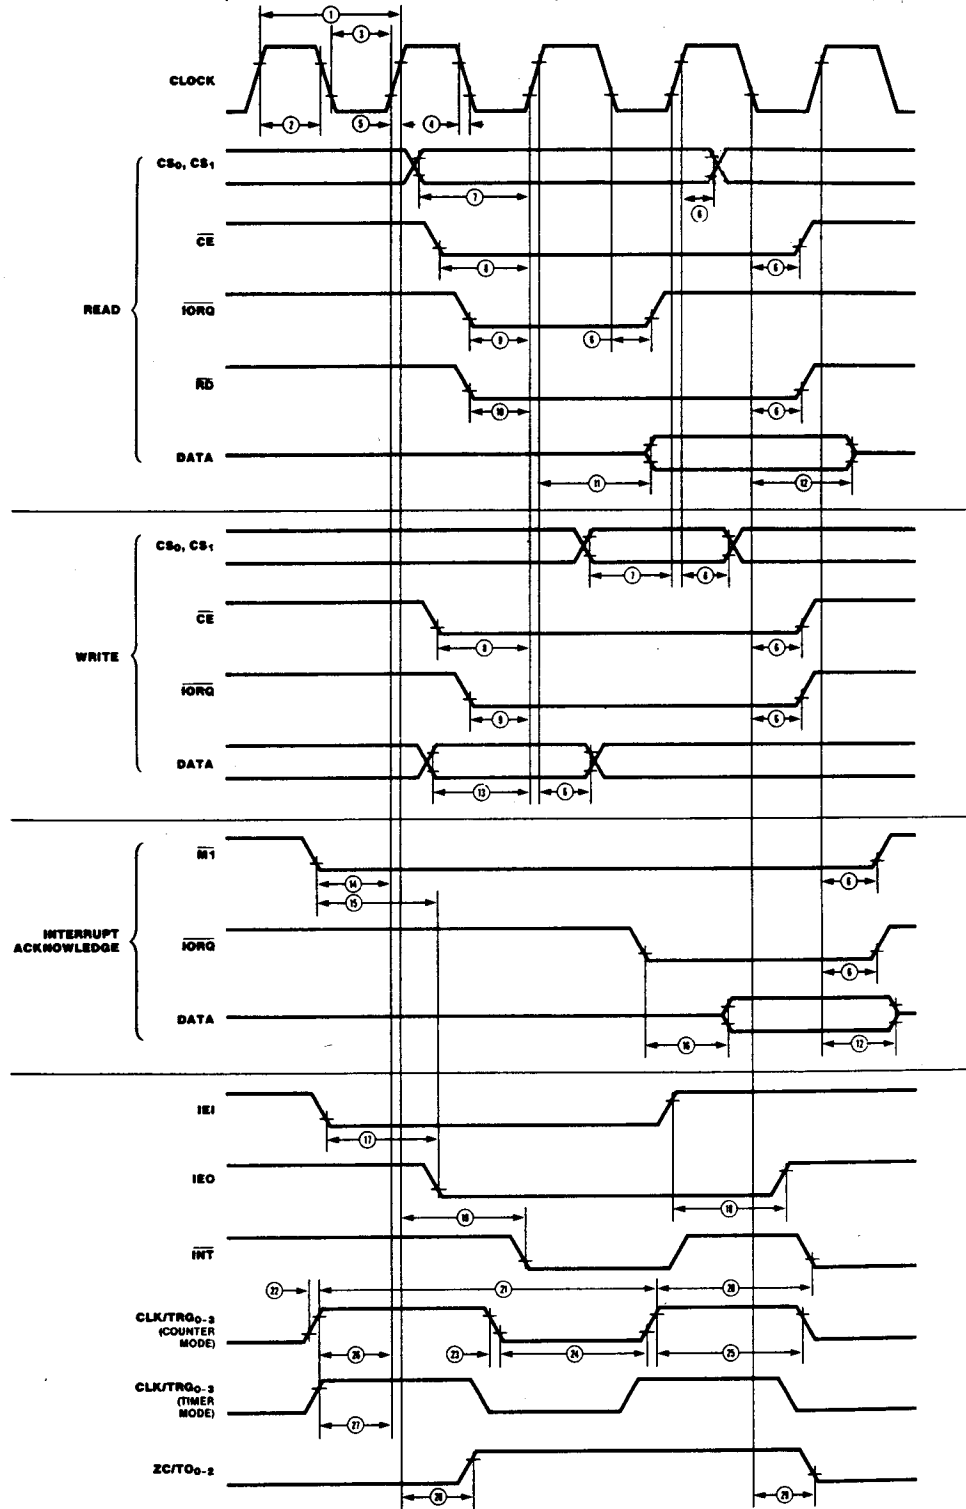 1
3
CLOCK
2
5
4
CS0, CS1
7
6
CE
8
6
READ
IORQ
9
6
RD
10
6
DATA
11
12
CS0, CS1
7
6
CE
8
6
WRITE
IORQ
9
6
DATA
13
6
M1
14
6
15
INTERRUPT
ACKNOWLEDGE
IORQ
6
DATA
16
12
IEI
17
IEO
18
INT
22
21
20
CLK/TRG0-3
(COUNTER
MODE)
23
24
25
26
CLK/TRG0-3
(TIMER
MODE)
27
ZC/TO0-2
29